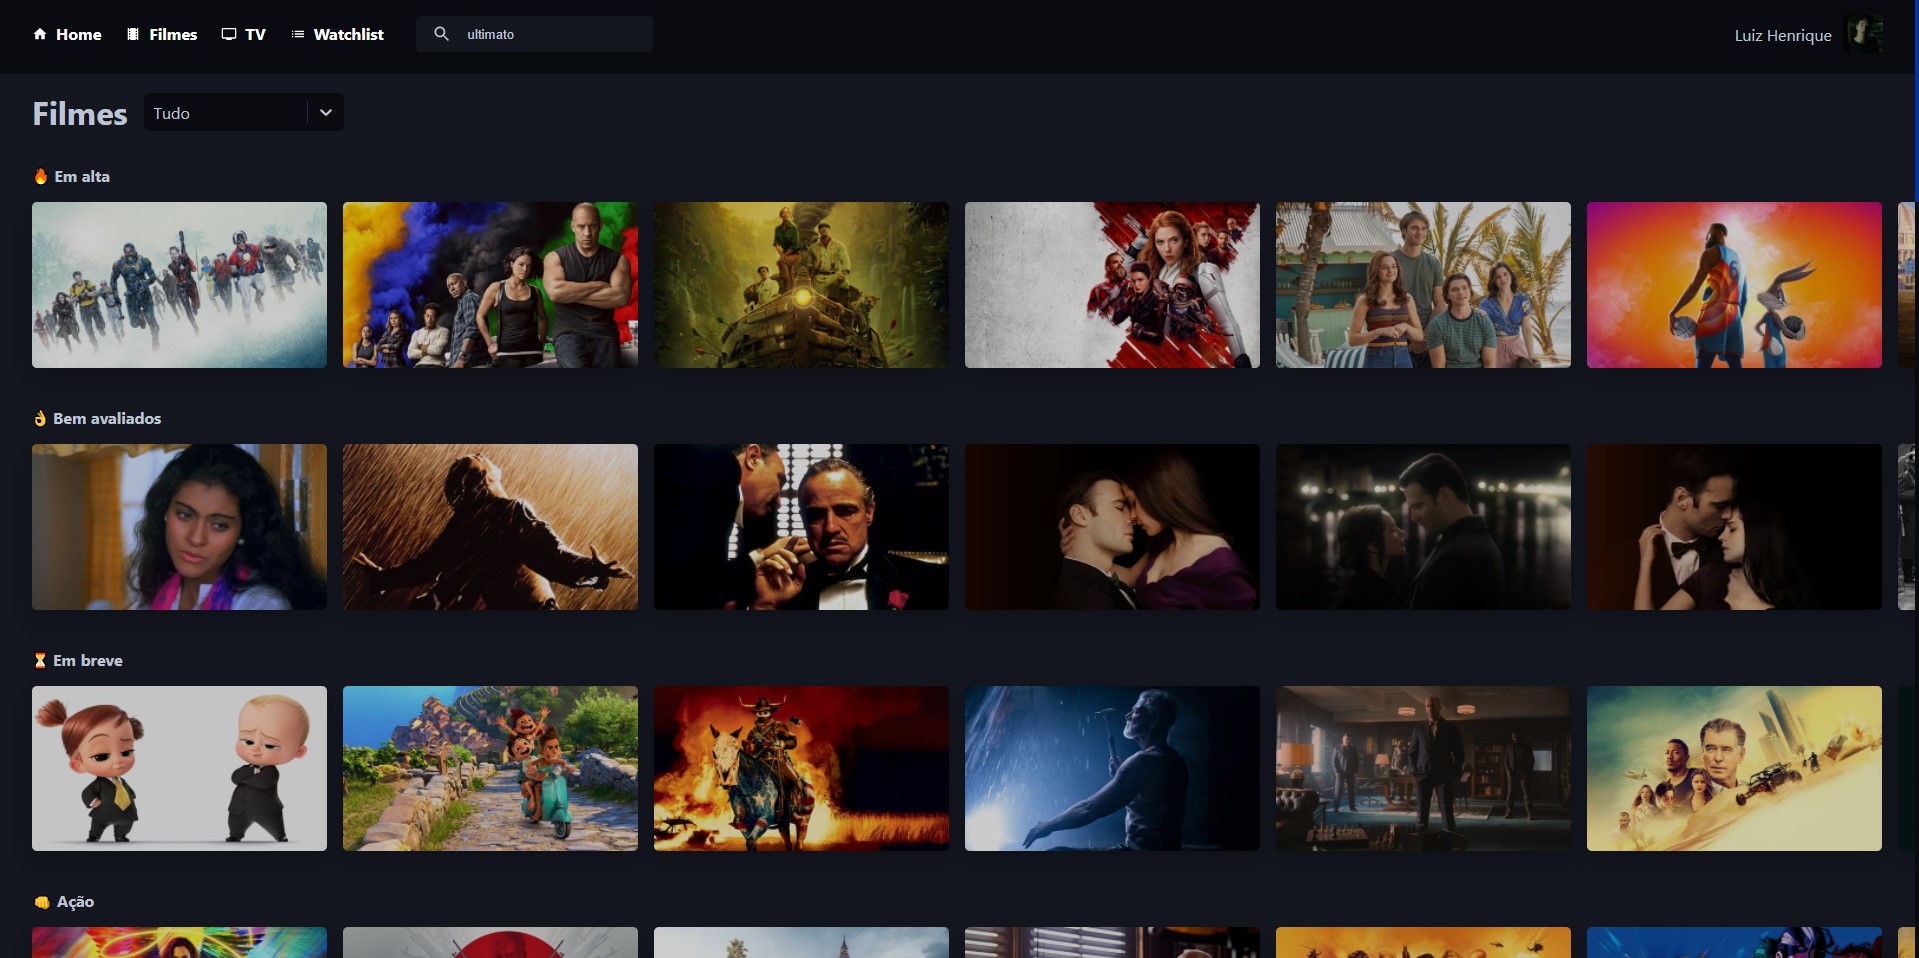 Home Filmes TV Watchlist ultimato Luiz Henrique
Filmes Tudo
Em alta
Bem avaliados
Em breve
Ação